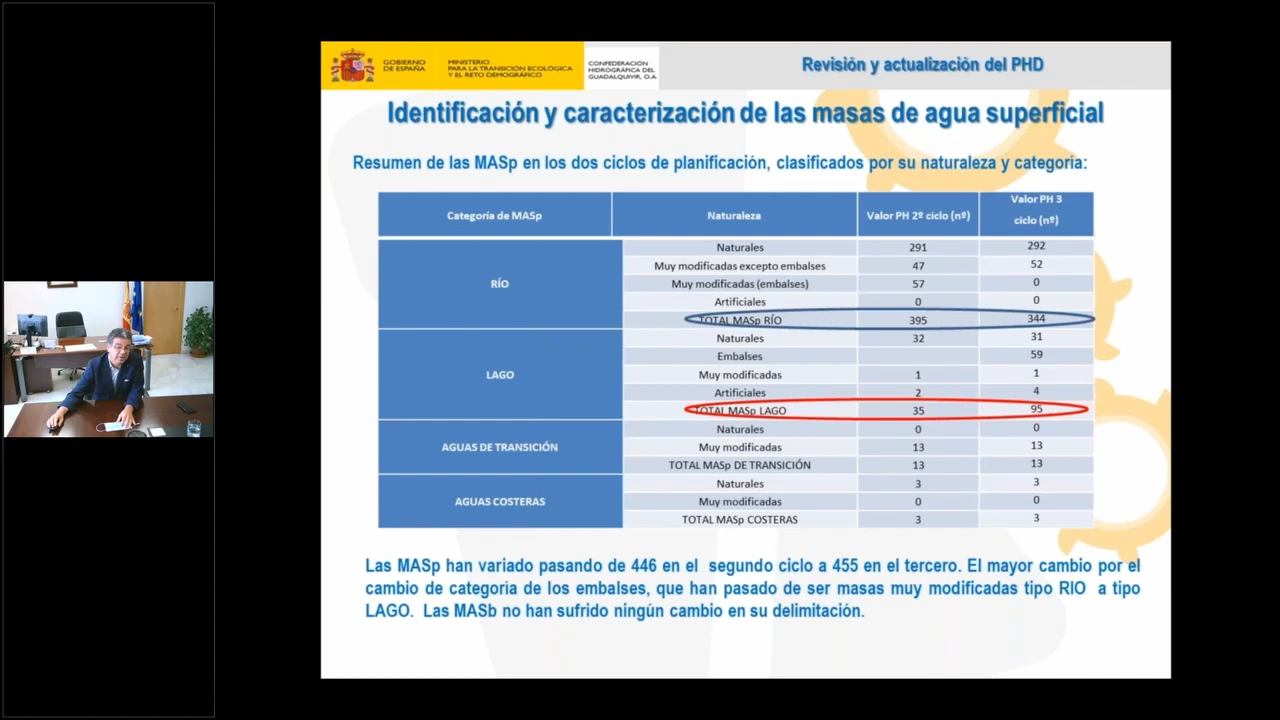 GOBIERNO
DE ESPAÑA
MINISTERIO
PARA LA TRANSICIÓN ECOLÓGICA
Y EL RETO DEMOGRÁFICO
CONFEDERACIÓN
HIDROGRÁFICA DEL
GUADALQUIVIR, O.A.
Revisión y actualización del PHD
Identificación y caracterización de las masas de agua superficial
Resumen de las MASp en los dos ciclos de planificación, clasificados por su naturaleza y categoría:
Categoría de MASp Naturaleza Valor PH 2º ciclo (nº) Valor PH 3 ciclo (nº)
RÍO
Naturales 291 292
Muy modificadas excepto embalses 47 52
Muy modificadas (embalses) 57 0
Artificiales 0 0
TOTAL MASp RÍO 395 344
LAGO
Naturales 32 31
Embalses 59
Muy modificadas 1 1
Artificiales 2 4
TOTAL MASp LAGO 35 95
AGUAS DE TRANSICIÓN
Naturales 0 0
Muy modificadas 13 13
TOTAL MASp DE TRANSICIÓN 13 13
AGUAS COSTERAS
Naturales 3 3
Muy modificadas 0 0
TOTAL MASp COSTERAS 3 3
Las MASp han variado pasando de 446 en el segundo ciclo a 455 en el tercero. El mayor cambio por el
cambio de categoría de los embalses, que han pasado de ser masas muy modificadas tipo RIO a tipo
LAGO. Las MASb no han sufrido ningún cambio en su delimitación.